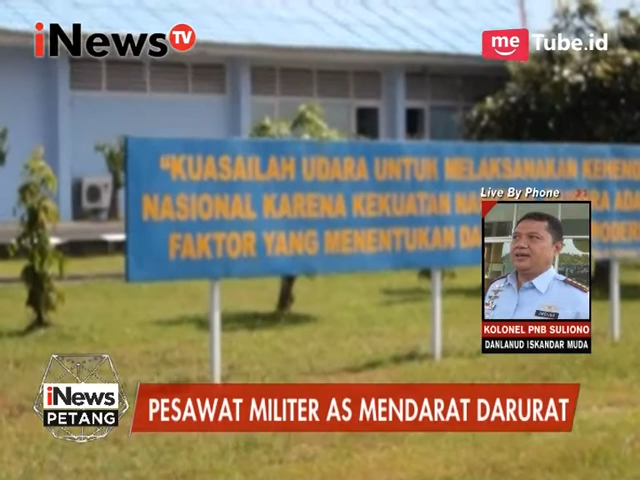 iNews TV
me Tube.id
"KUASAILAH UDARA UNTUK MELAKSANAKAN
NASIONAL KARENA KEKUATAN
FAKTOR YANG MENENTUKAN
Live By Phone
KOLONEL PNB SULIONO
DANLANUD ISKANDAR MUDA
iNews
PETANG
PESAWAT MILITER AS MENDARAT DARURAT